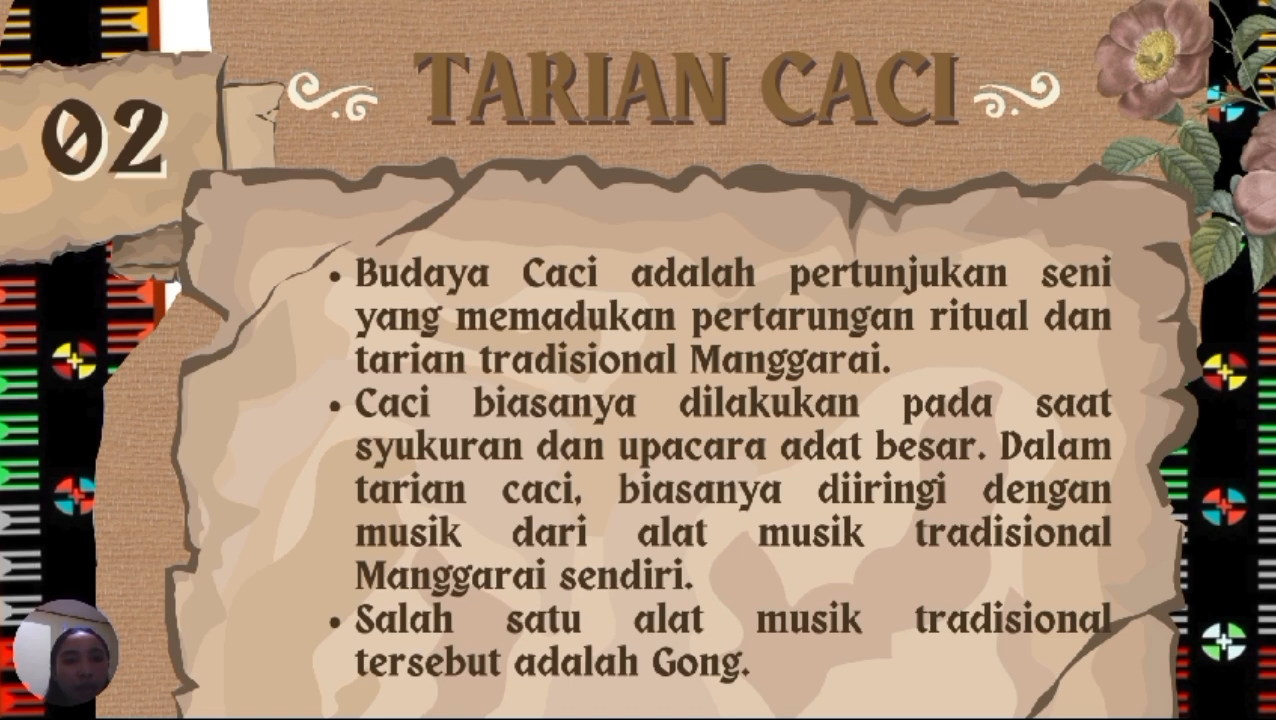 02
TARIAN CACI
• Budaya Caci adalah pertunjukan seni
yang memadukan pertarungan ritual dan
tarian tradisional Manggarai.
• Caci biasanya dilakukan pada saat
syukuran dan upacara adat besar. Dalam
tarian caci, biasanya diiringi dengan
musik dari alat musik tradisional
Manggarai sendiri.
• Salah satu alat musik tradisional
tersebut adalah Gong.